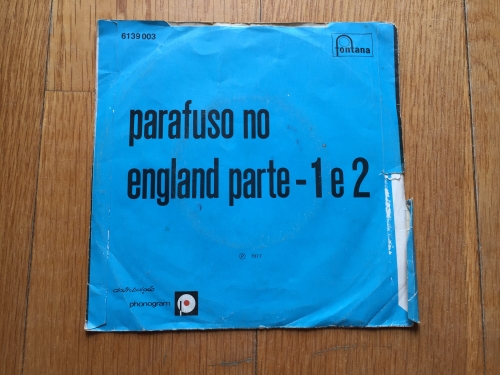 6139 003
fontana
parafuso no
england parte - 1 e 2
℗ 1971
phonogram